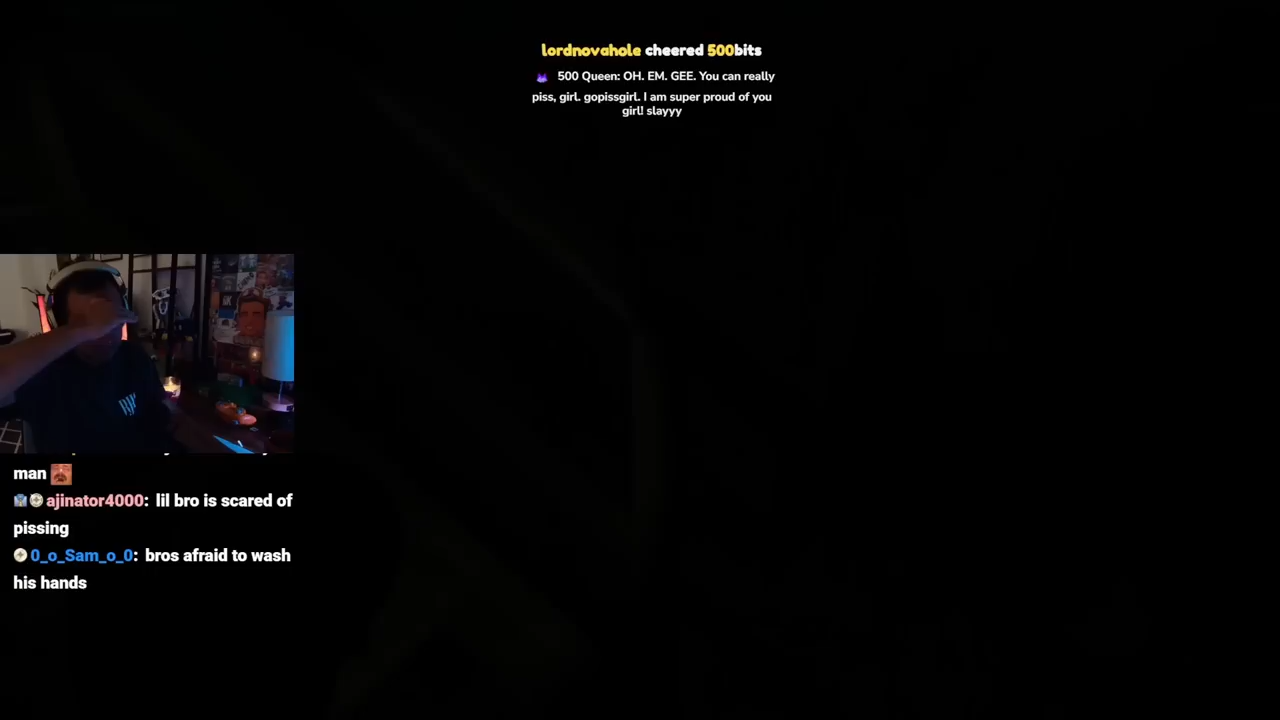 lordnovahole cheered 500bits
500 Queen: OH. EM. GEE. You can really
piss, girl. gopissgirl. I am super proud of you
girl! slayyy
man
ajinator4000: lil bro is scared of
pissing
0_o_Sam_o_0: bros afraid to wash
his hands